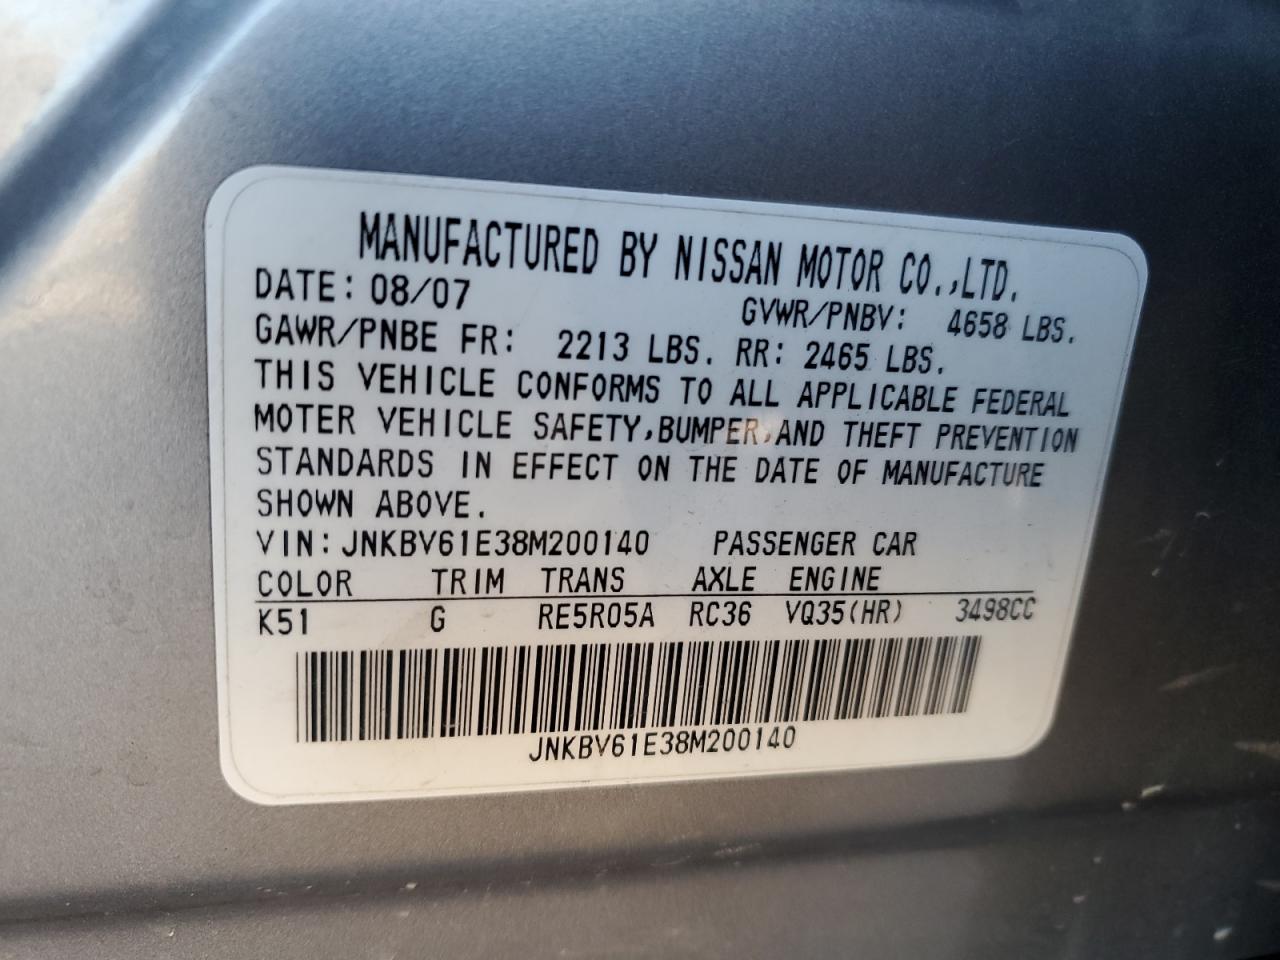 MANUFACTURED BY NISSAN MOTOR CO.,LTD.
DATE: 08/07 GVWR/PNBV: 4658 LBS.
GAWR/PNBE FR: 2213 LBS. RR: 2465 LBS.
THIS VEHICLE CONFORMS TO ALL APPLICABLE FEDERAL
MOTER VEHICLE SAFETY,BUMPER,AND THEFT PREVENTION
STANDARDS IN EFFECT ON THE DATE OF MANUFACTURE
SHOWN ABOVE.
VIN: JNKBV61E38M200140 PASSENGER CAR
COLOR TRIM TRANS AXLE ENGINE
K51 G RE5R05A RC36 VQ35(HR) 3498CC
JNKBV61E38M200140